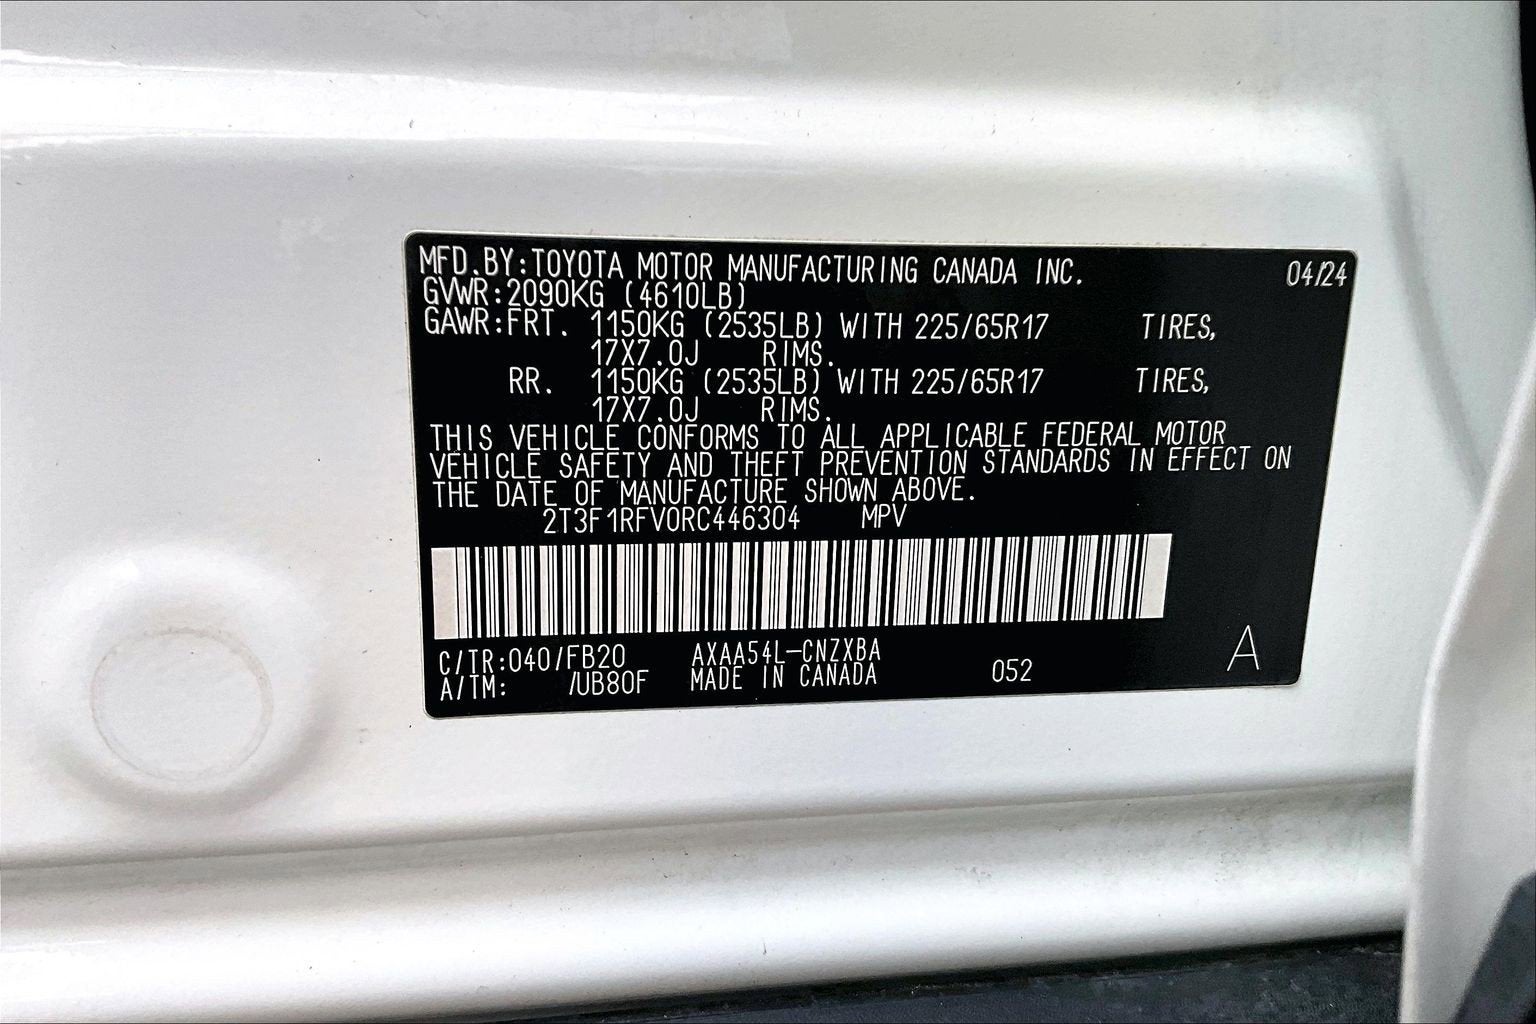 MFD.BY:TOYOTA MOTOR MANUFACTURING CANADA INC. 04/24
GVWR:2090KG (4610LB)
GAWR:FRT. 1150KG (2535LB) WITH 225/65R17 TIRES,
17X7.0J RIMS.
RR. 1150KG (2535LB) WITH 225/65R17 TIRES,
17X7.0J RIMS.
THIS VEHICLE CONFORMS TO ALL APPLICABLE FEDERAL MOTOR
VEHICLE SAFETY AND THEFT PREVENTION STANDARDS IN EFFECT ON
THE DATE OF MANUFACTURE SHOWN ABOVE.
2T3F1RFV0RC446304 MPV
C/TR:040/FB20 AXAA54L-CNZXBA
A/TM: /UB80F MADE IN CANADA 052 A